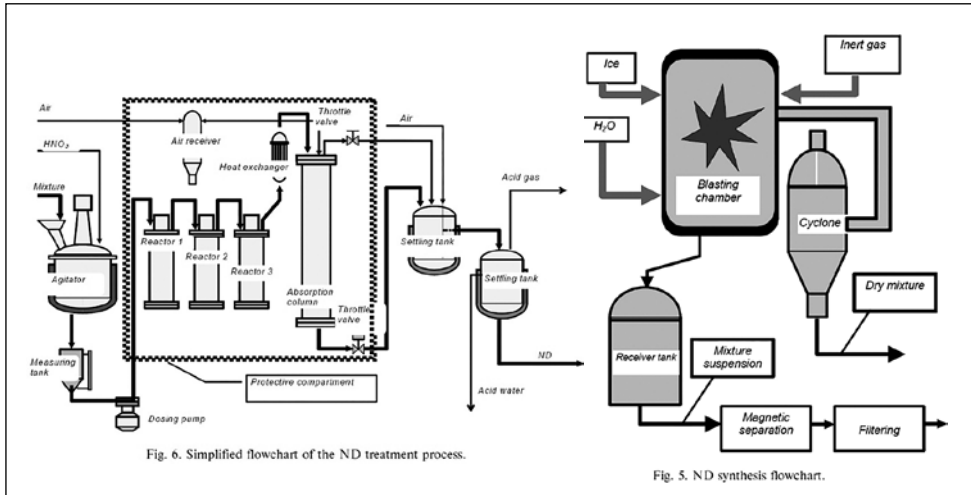 Air
HNO₃
Mixture
Agitator
Measuring
tank
Dosing pump
Air receiver
Reactor 1
Reactor 2
Reactor 3
Heat exchanger
Throttle
valve
Absorption
column
Throttle
valve
Protective compartment
Air
Settling tank
Acid gas
Settling tank
ND
Acid water
Fig. 6. Simplified flowchart of the ND treatment process.
Ice
H₂O
Inert gas
Blasting
chamber
Cyclone
Dry mixture
Receiver tank
Mixture
suspension
Magnetic
separation
Filtering
Fig. 5. ND synthesis flowchart.